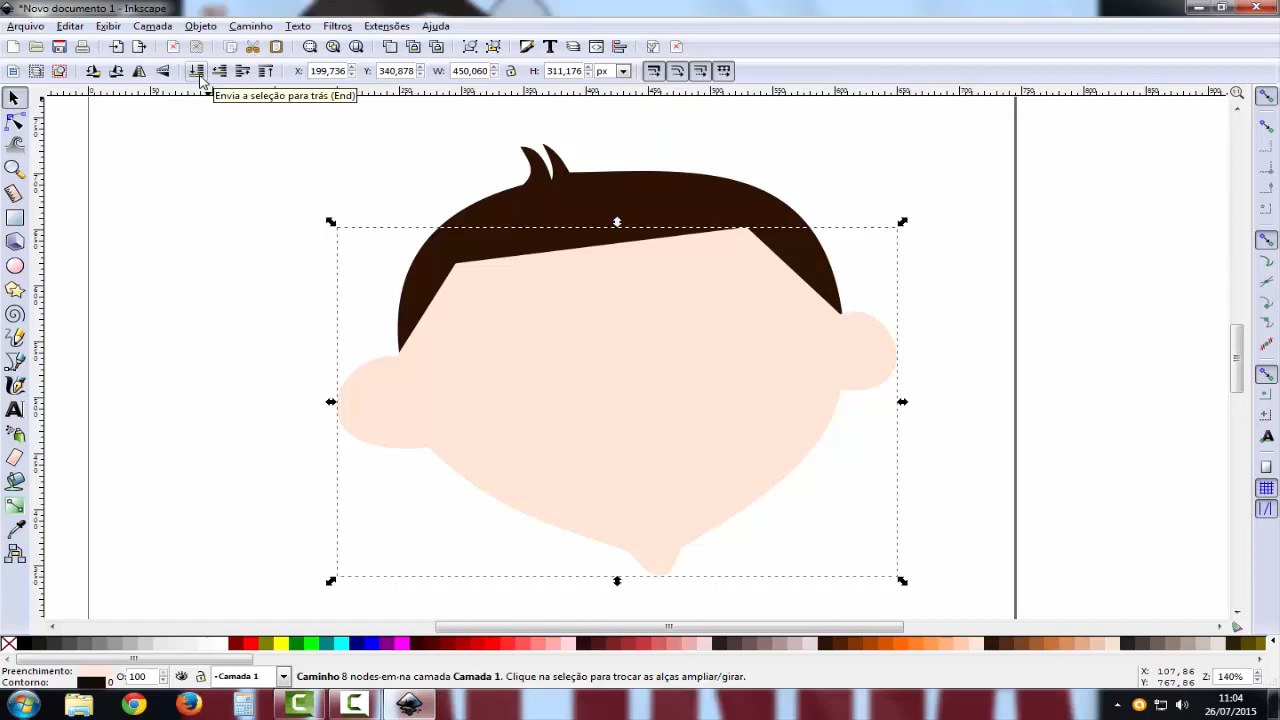 *Novo documento 1 - Inkscape
Arquivo Editar Exibir Camada Objeto Caminho Texto Filtros Extensões Ajuda
X: 199,736 Y: 340,878 W: 450,060 H: 311,176 px
Envia a seleção para trás (End)
Preenchimento:
Contorno: 0 O: 100 Camada 1 Caminho 8 nodes-em-na camada Camada 1. Clique na seleção para trocar as alças ampliar/girar.
X: 107,86
Y: 767,86
Z: 140%
11:04
26/07/2015